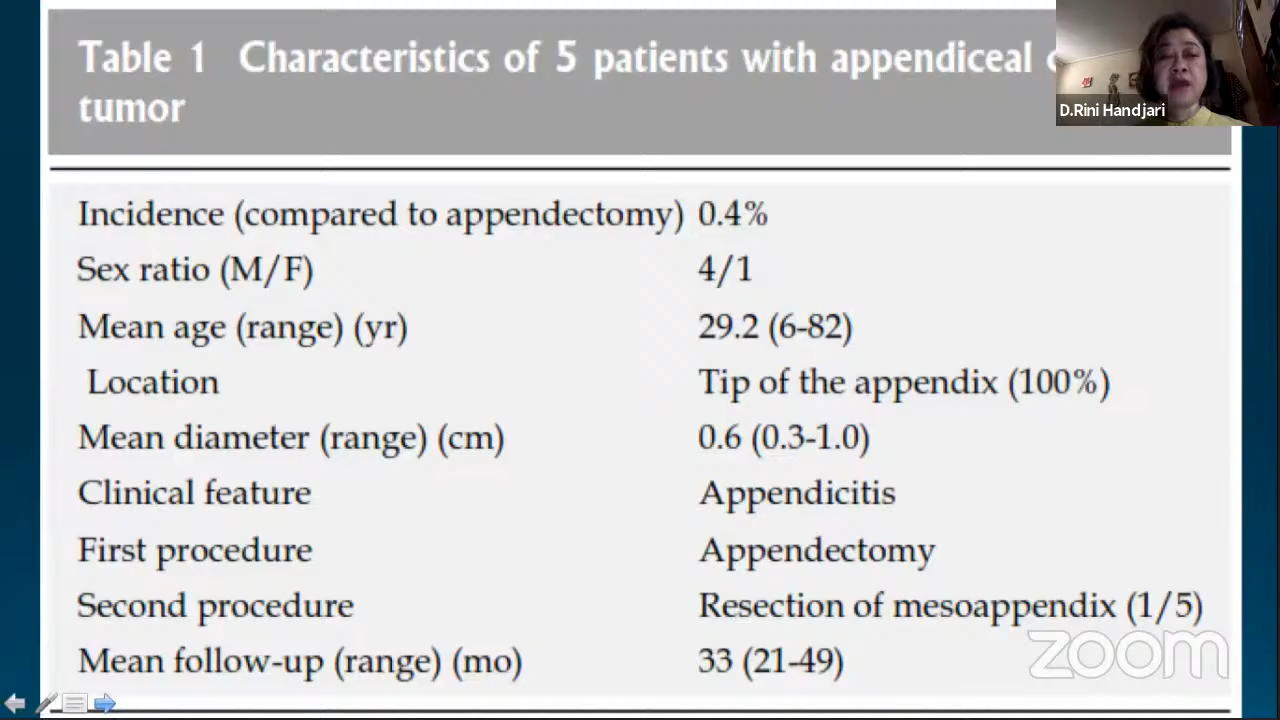 Table 1 Characteristics of 5 patients with appendiceal
tumor
D.Rini Handjari
Incidence (compared to appendectomy) 0.4%
Sex ratio (M/F) 4/1
Mean age (range) (yr) 29.2 (6-82)
Location Tip of the appendix (100%)
Mean diameter (range) (cm) 0.6 (0.3-1.0)
Clinical feature Appendicitis
First procedure Appendectomy
Second procedure Resection of mesoappendix (1/5)
Mean follow-up (range) (mo) 33 (21-49)
zoom